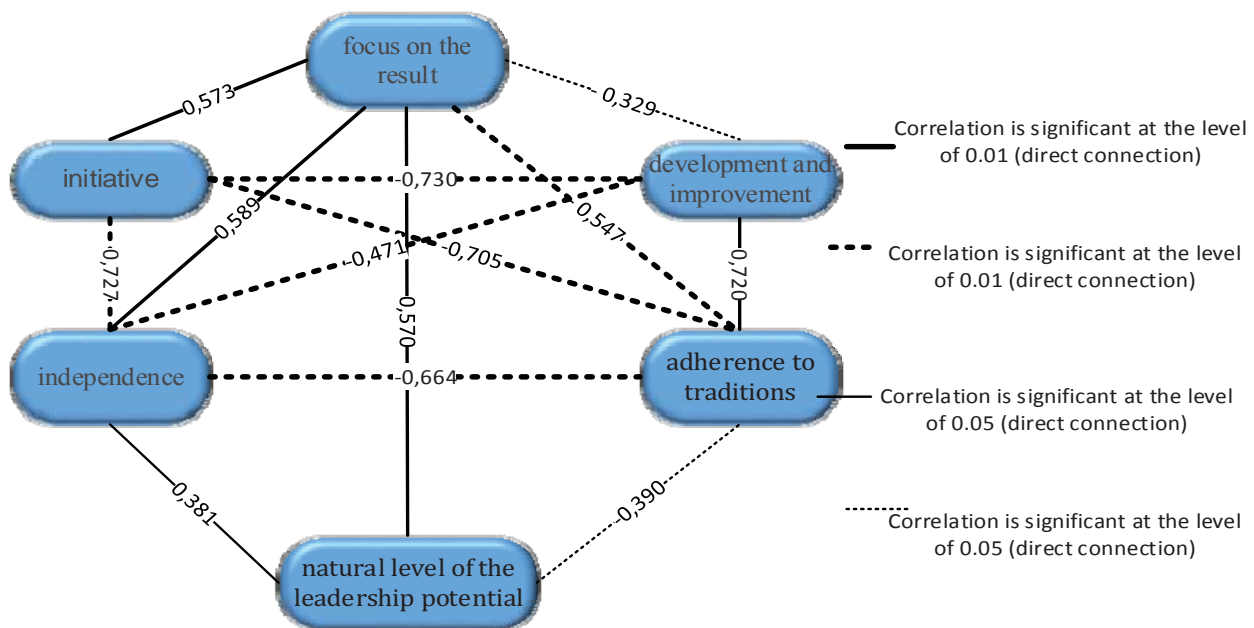 focus on the
result
0,573
- 0,329
initiative
-0,730
development and
improvement
0,589
-0,471
-0,705
0,547
0,727
0,720
0,570
independence
-0,664
adherence to
traditions
0,381
-0,390
natural level of the
leadership potential
Correlation is significant at the level
of 0.01 (direct connection)
Correlation is significant at the level
of 0.01 (direct connection)
Correlation is significant at the level
of 0.05 (direct connection)
Correlation is significant at the level
of 0.05 (direct connection)